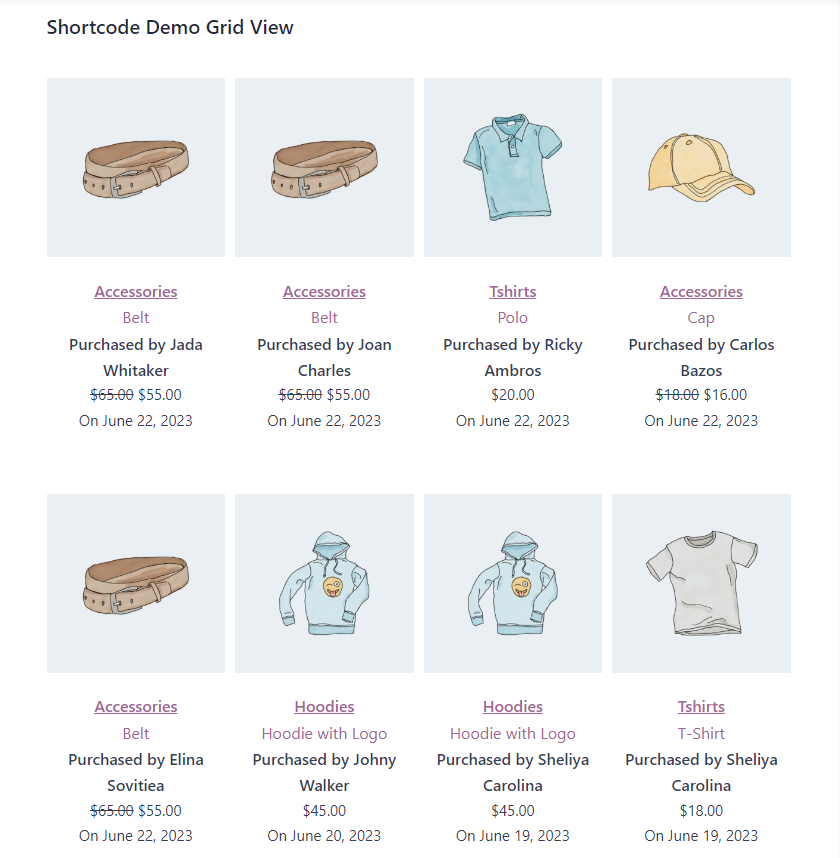 Shortcode Demo Grid View
Accessories
Belt
Purchased by Jada
Whitaker
$65.00 $55.00
On June 22, 2023
Accessories
Belt
Purchased by Joan
Charles
$65.00 $55.00
On June 22, 2023
Tshirts
Polo
Purchased by Ricky
Ambros
$20.00
On June 22, 2023
Accessories
Cap
Purchased by Carlos
Bazos
$18.00 $16.00
On June 22, 2023
Accessories
Belt
Purchased by Elina
Sovitiea
$65.00 $55.00
On June 22, 2023
Hoodies
Hoodie with Logo
Purchased by Johny
Walker
$45.00
On June 20, 2023
Hoodies
Hoodie with Logo
Purchased by Sheliya
Carolina
$45.00
On June 19, 2023
Tshirts
T-Shirt
Purchased by Sheliya
Carolina
$18.00
On June 19, 2023